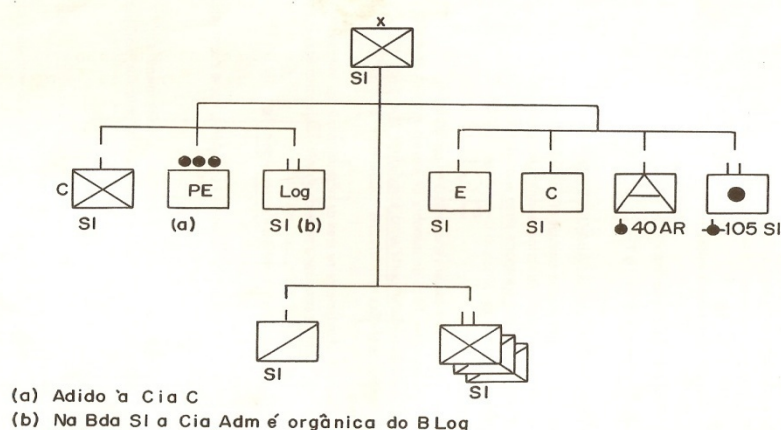 X
SI
C
SI
PE
(a)
Log
SI (b)
E
SI
C
SI
40 AR
105 SI
SI
SI
(a) Adido 'a Cia C
(b) Na Bda SI a Cia Adm é orgânica do B Log